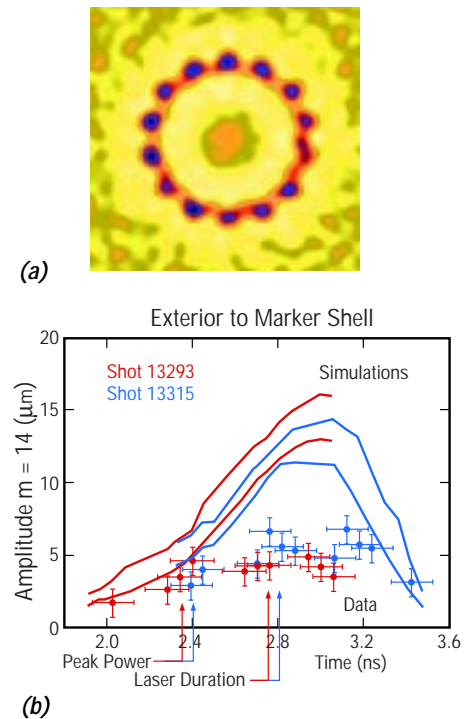 (a)
Exterior to Marker Shell
20
15
10
5
0
Amplitude m = 14 (μm)
Shot 13293
Shot 13315
Simulations
Data
2.0
2.4
2.8
3.2
3.6
Time (ns)
Peak Power
Laser Duration
(b)